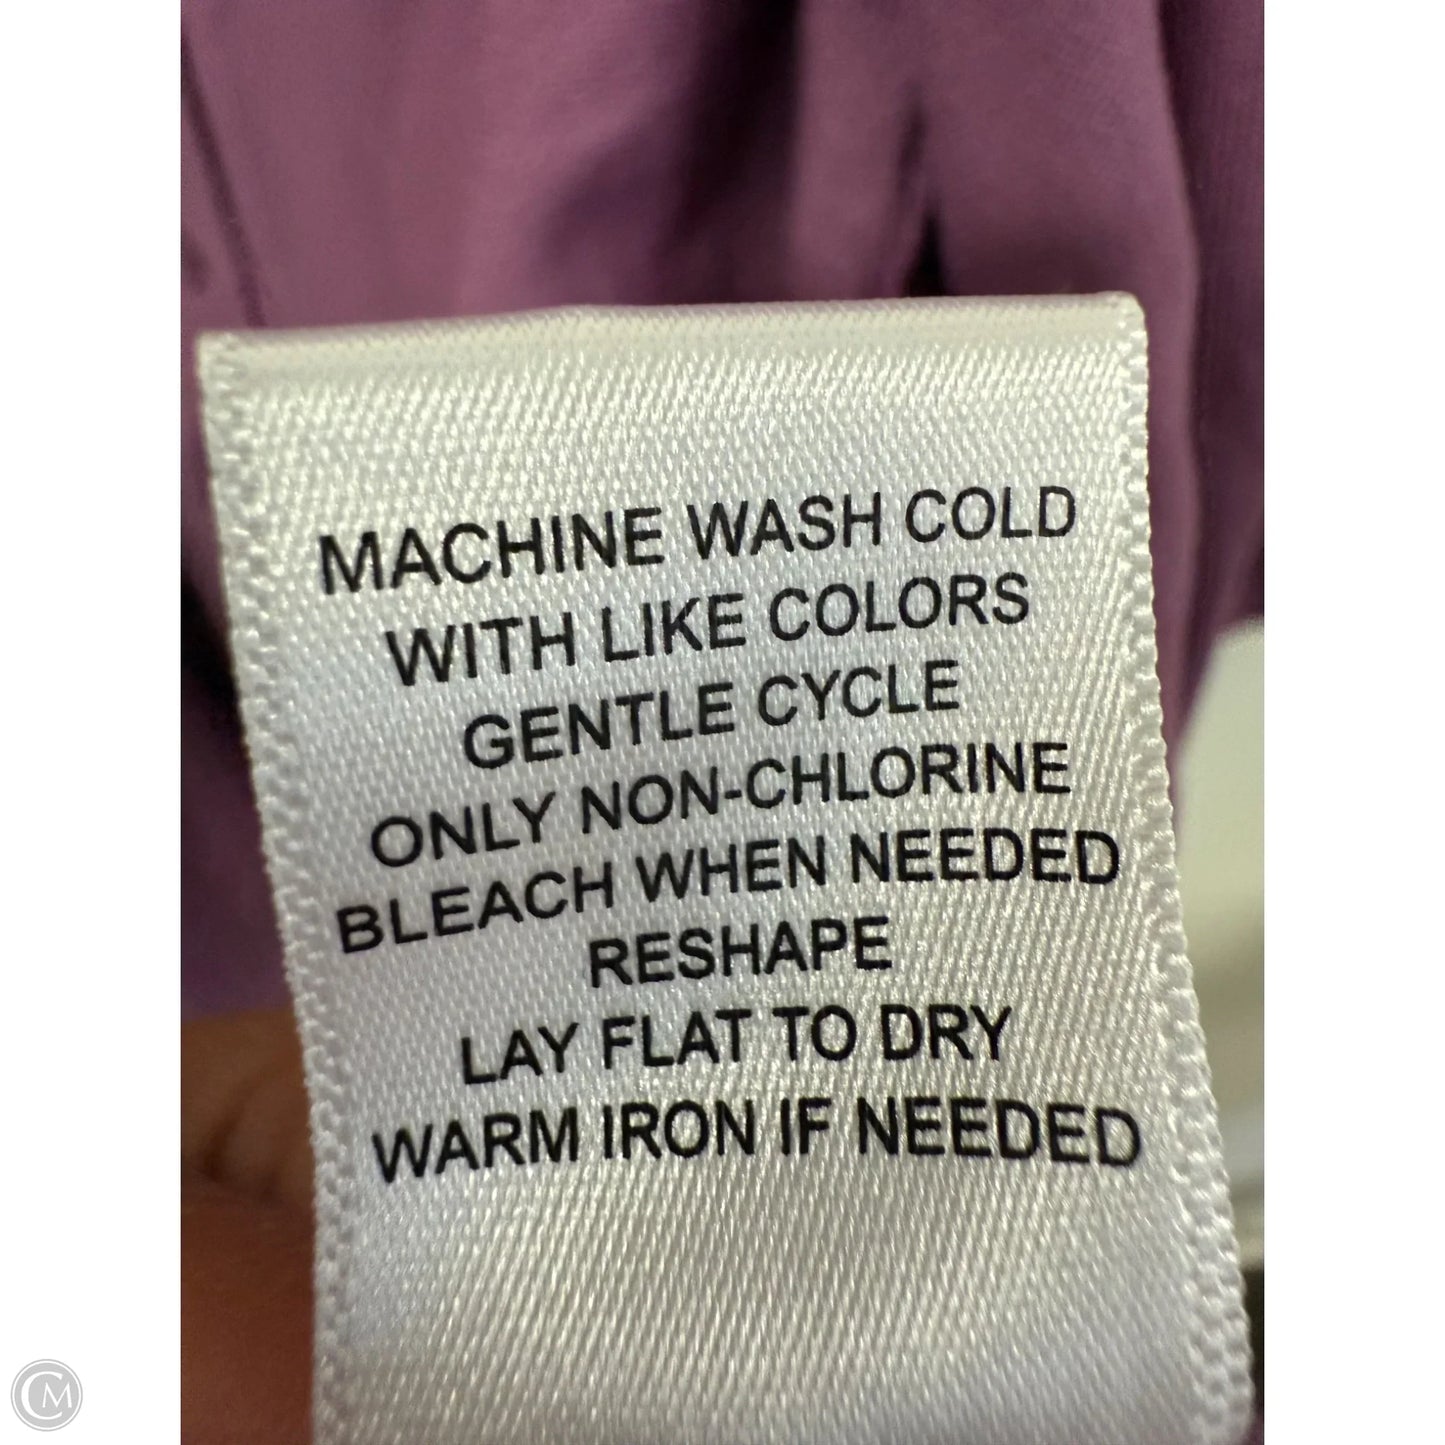 MACHINE WASH COLD
WITH LIKE COLORS
GENTLE CYCLE
ONLY NON-CHLORINE
BLEACH WHEN NEEDED
RESHAPE
LAY FLAT TO DRY
WARM IRON IF NEEDED
CM